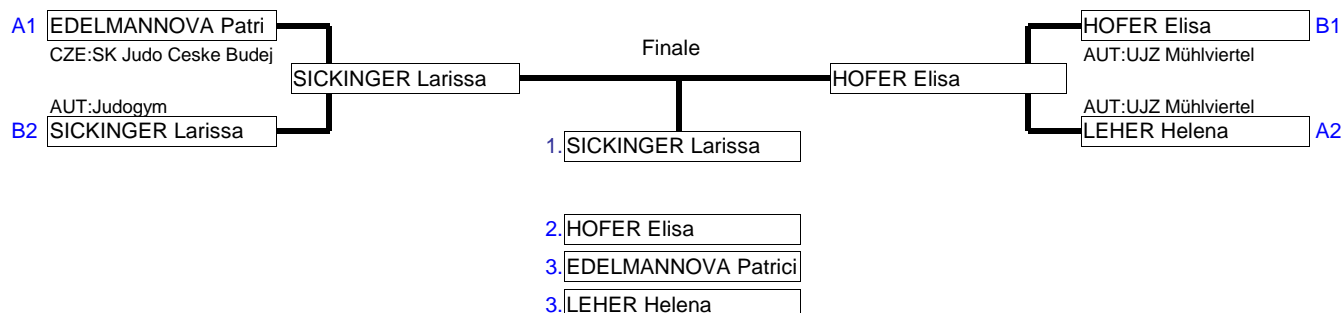 A1 EDELMANNOVA Patri
CZE:SK Judo Ceske Budej
SICKINGER Larissa
AUT:Judogym
B2 SICKINGER Larissa
Finale
HOFER Elisa B1
AUT:UJZ Mühlviertel
HOFER Elisa
AUT:UJZ Mühlviertel
LEHER Helena A2
1. SICKINGER Larissa
2. HOFER Elisa
3. EDELMANNOVA Patrici
3. LEHER Helena